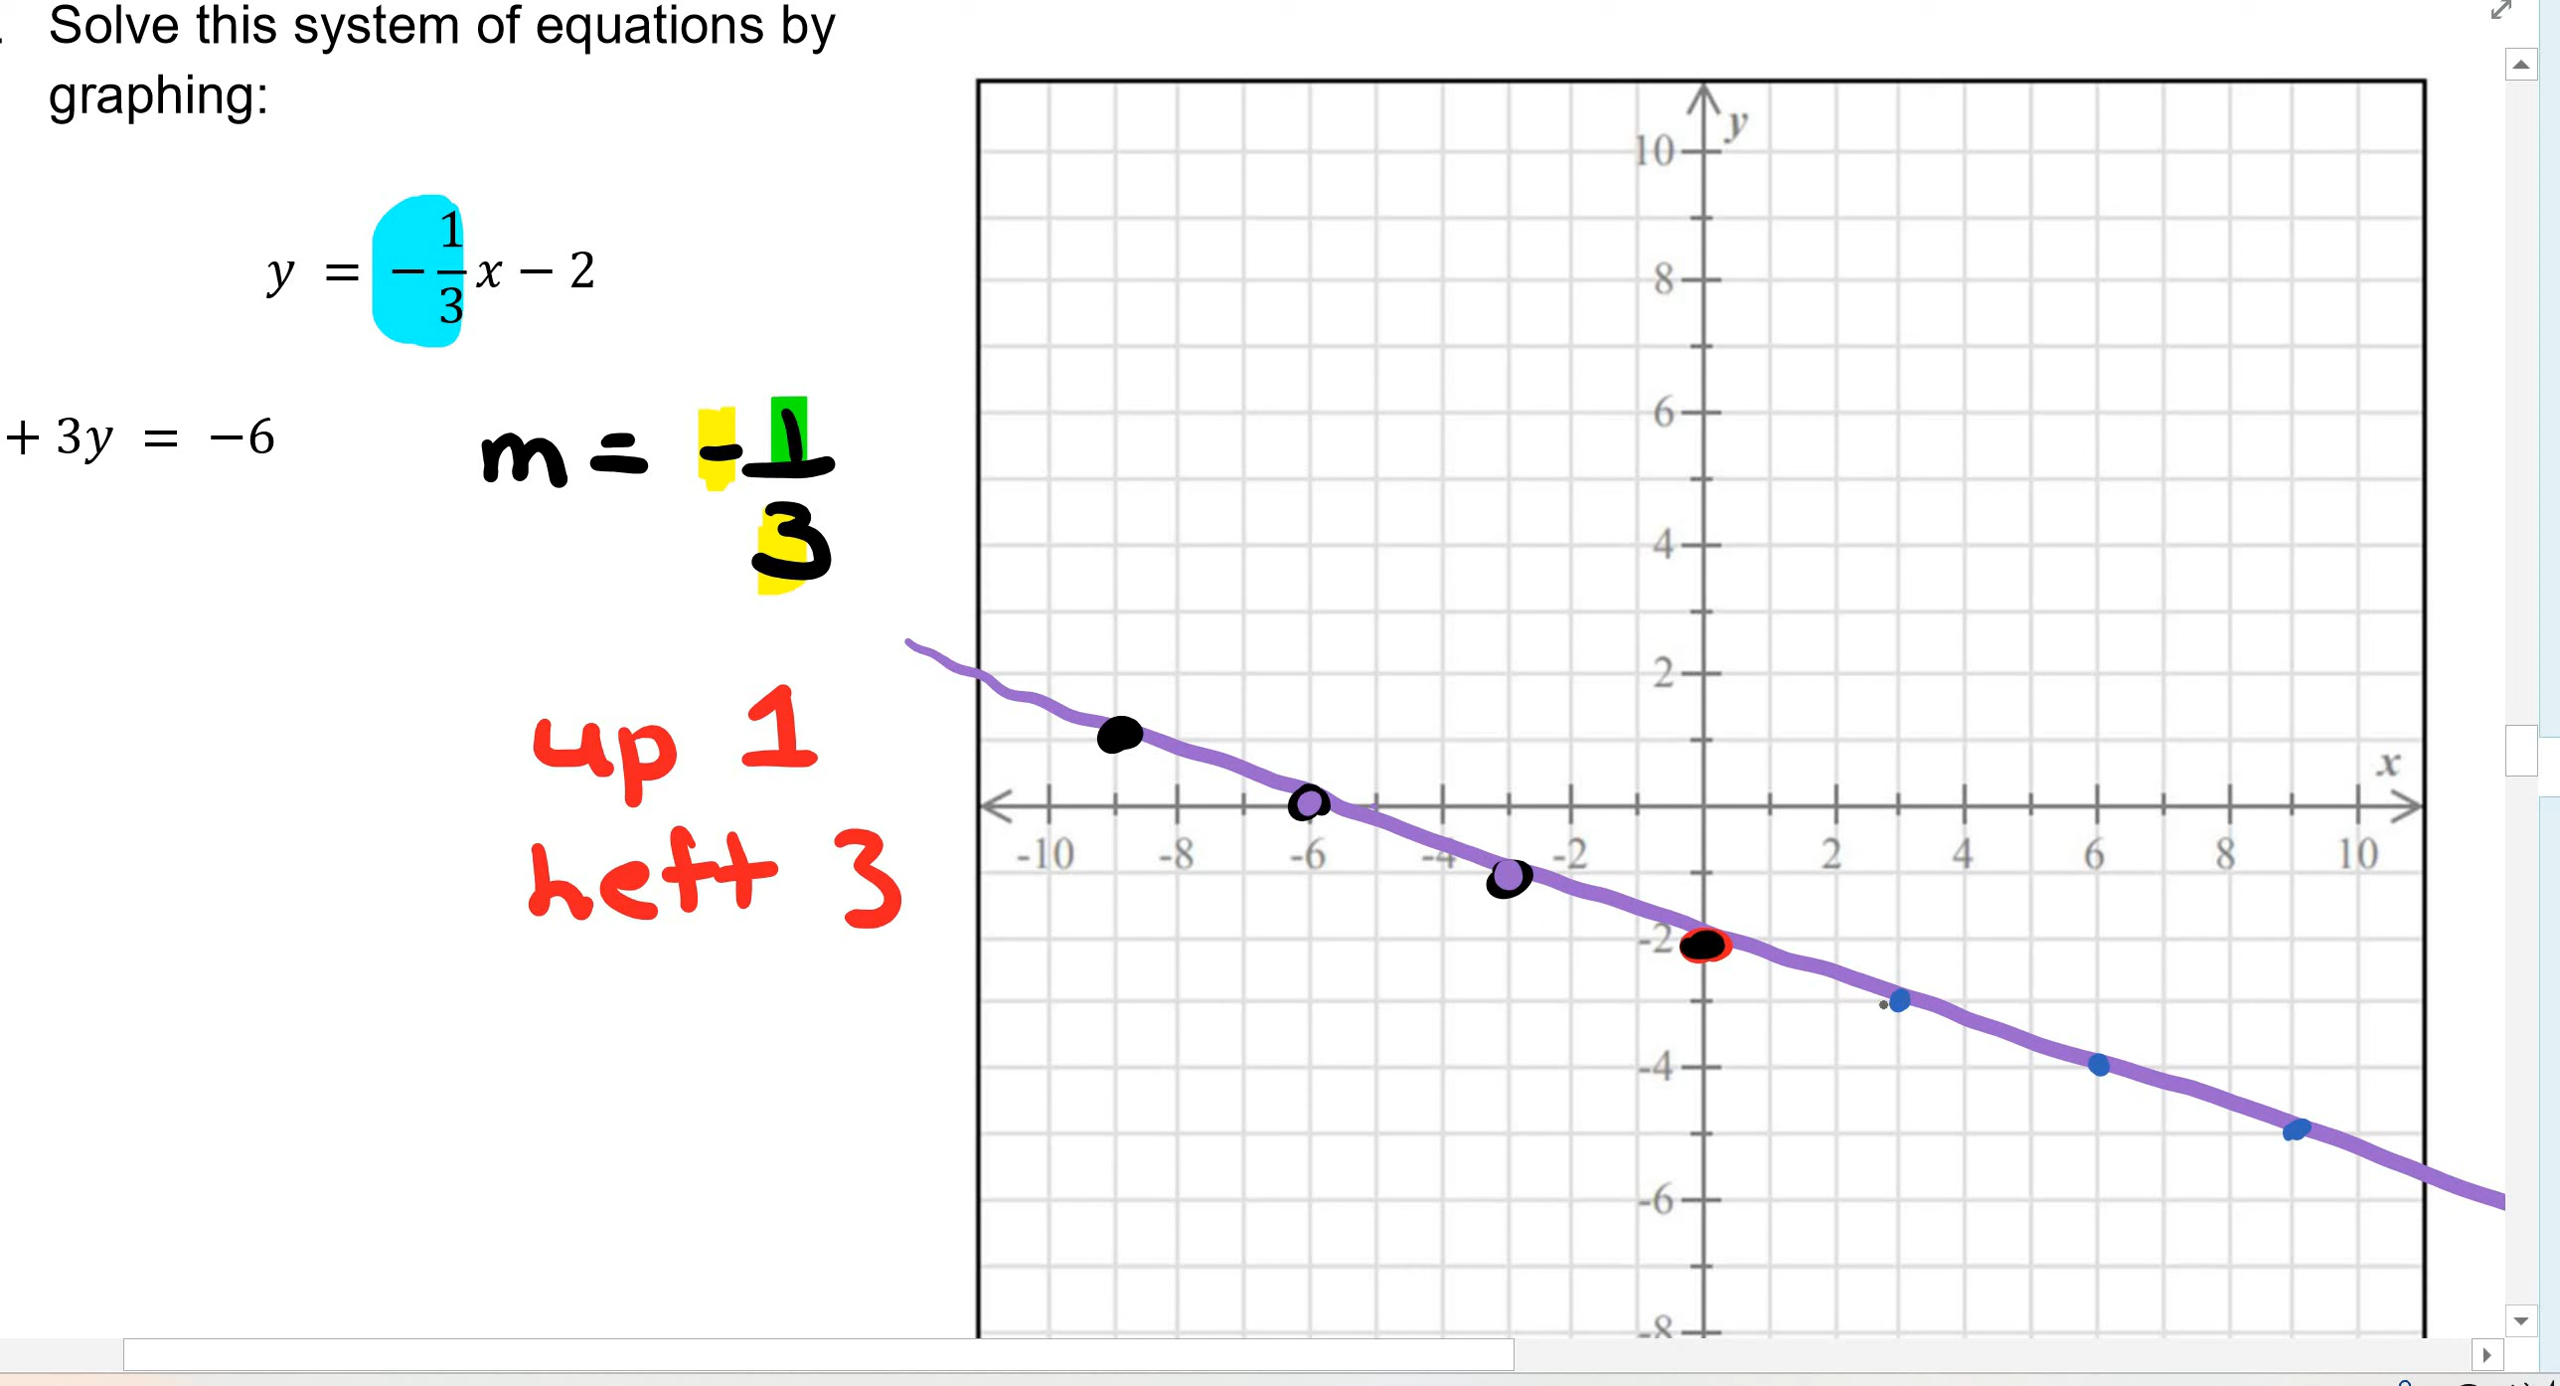 Solve this system of equations by
graphing:
y = -1/3 x - 2
+ 3y = -6
m = -1/3
up 1
heft 3
y
10
8
6
4
2
x
-10 -8 -6 -4 -2 2 4 6 8 10
-2
-4
-6
-8